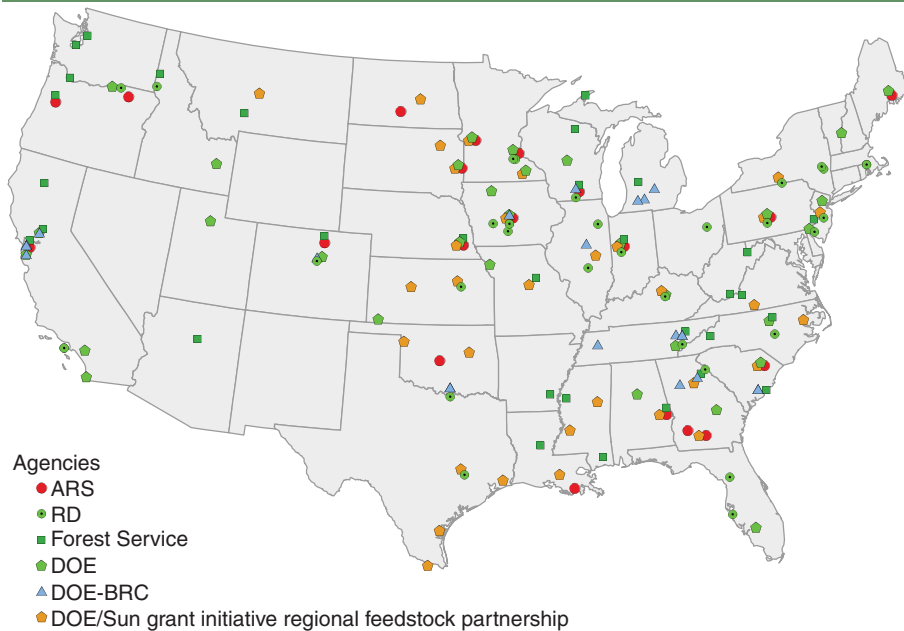 Agencies
ARS
RD
Forest Service
DOE
DOE-BRC
DOE/Sun grant initiative regional feedstock partnership